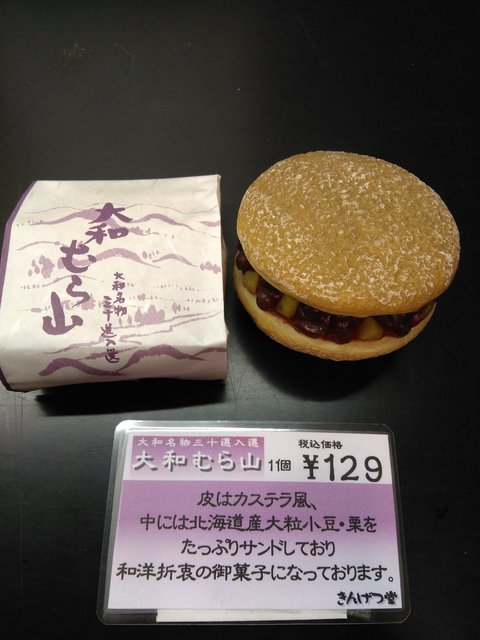 大和
むら山
大和名物
三十選入選
大和名物三十選入選
大和むら山 1個 税込価格 ¥129
皮はカステラ風、
中には北海道産大粒小豆・栗を
たっぷりサンドしており
和洋折衷の御菓子になっております。
きんげつ堂